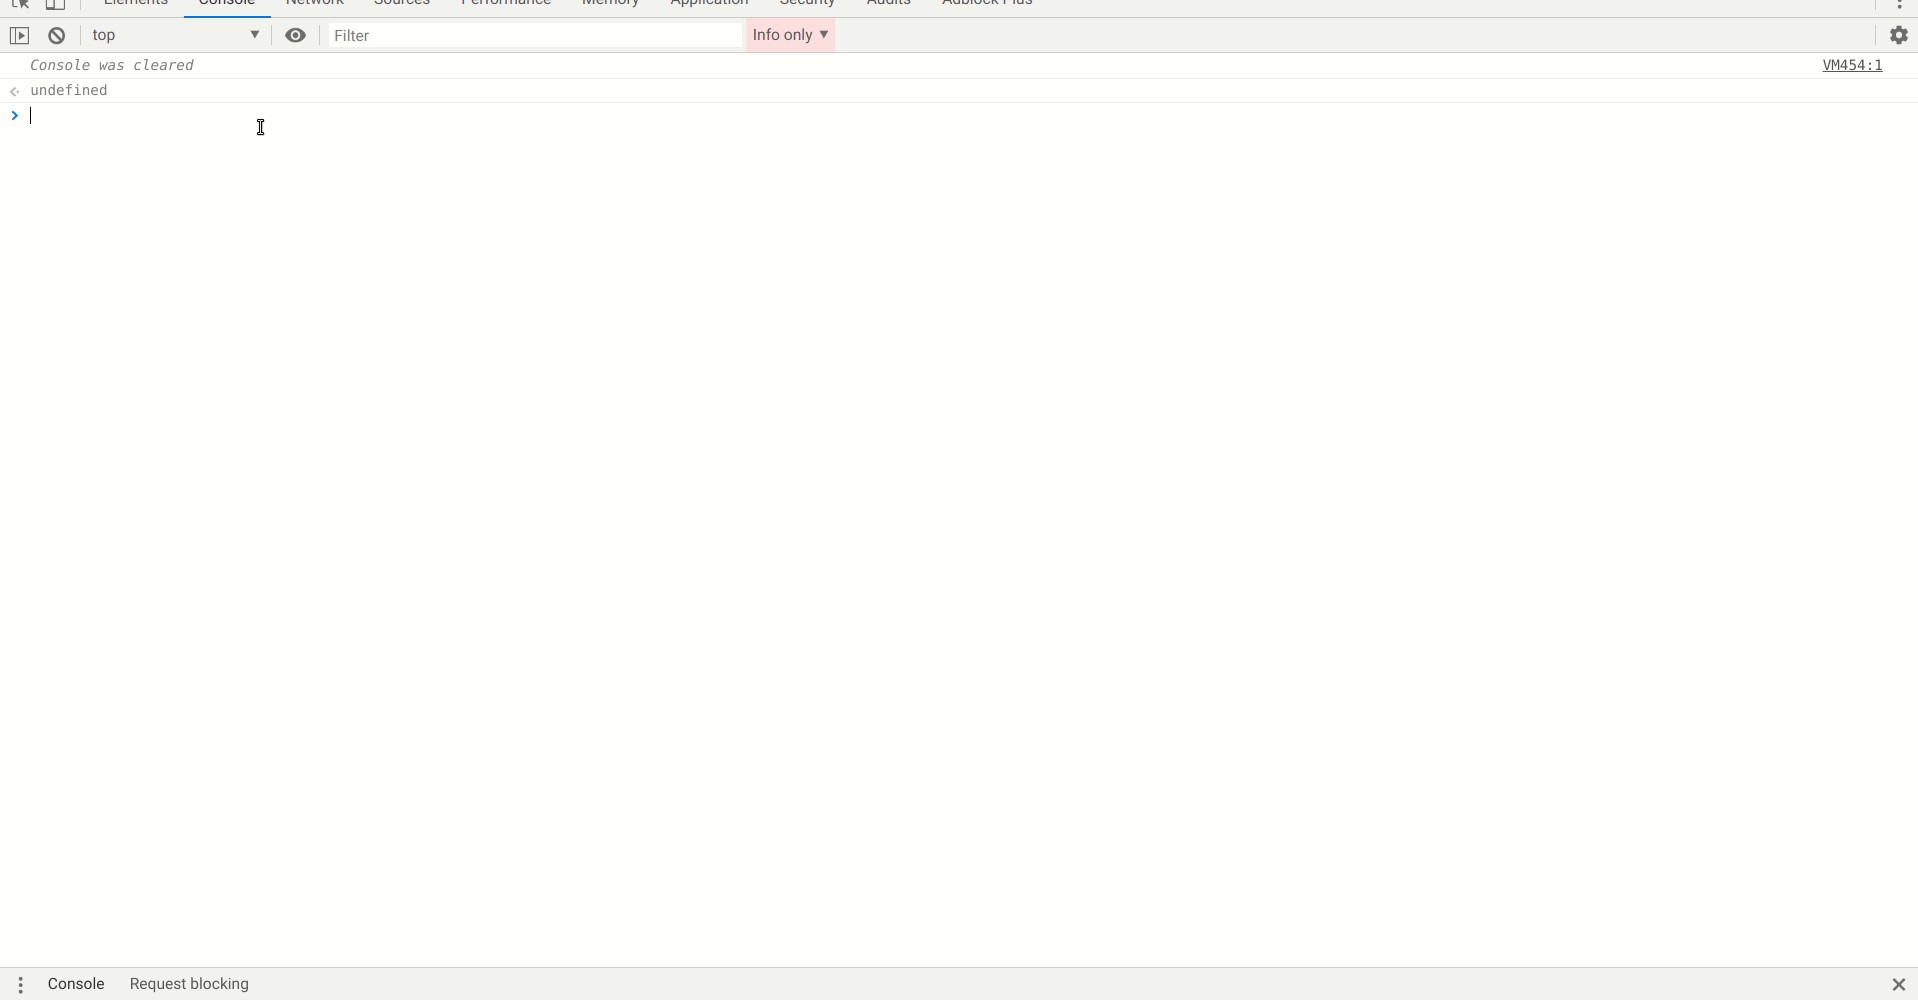 Elements Console Network Sources Performance Memory Application Security Audits Adblock Plus
top ▼ Filter Info only ▼
Console was cleared VM454:1
undefined
Console Request blocking